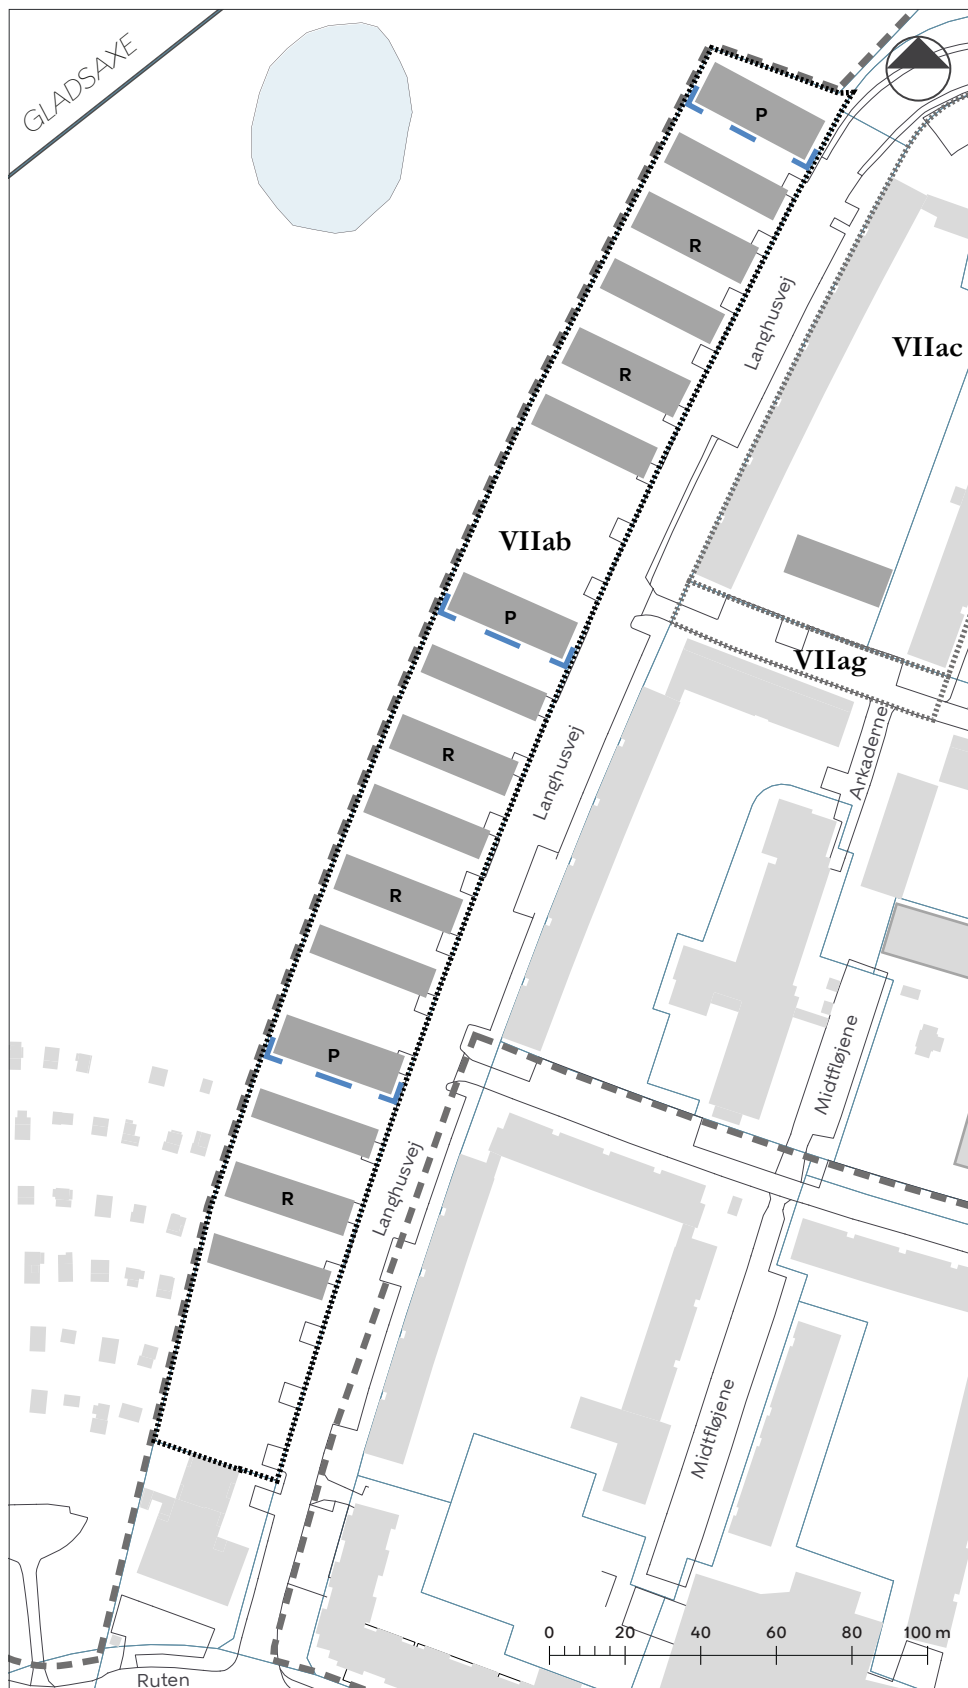 GLADSAXE
P
R
Langhusvej
VIIac
R
VIIab
P
VIIag
Arkaderne
R
Langhusvej
R
Midtfløjene
P
Langhusvej
R
Midtfløjene
0 20 40 60 80 100 m
Ruten